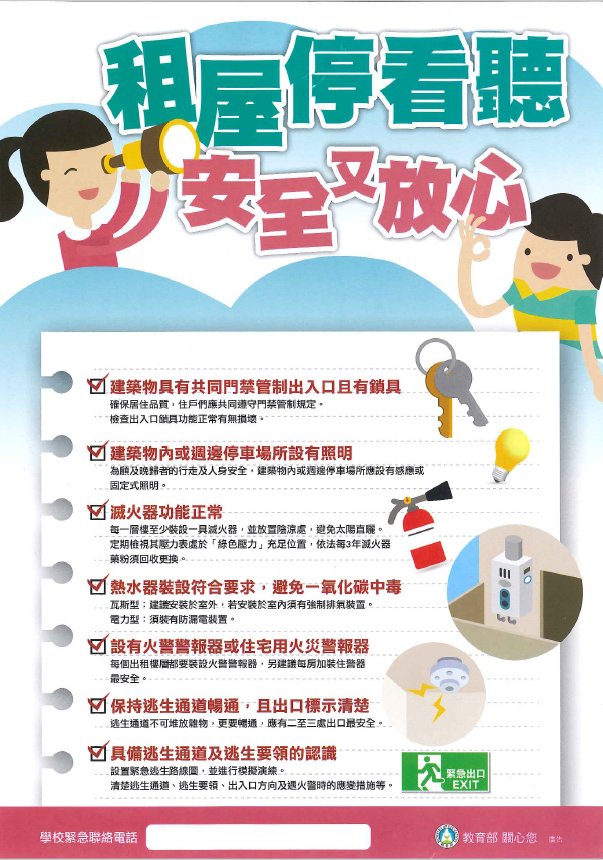 租屋停看聽
安全又放心
建築物具有共同門禁管制出入口且有鎖具
確保居住品質，住戶們應共同遵守門禁管制規定。
檢查出入口鎖具功能正常有無損壞。
建築物內或週邊停車場所設有照明
為顧及晚歸者的行走及人身安全，建築物內或週邊停車場所應設有感應或
固定式照明。
滅火器功能正常
每一層樓至少裝設一具滅火器，並放置陰涼處，避免太陽直曬。
定期檢視其壓力表處於「綠色壓力」充足位置，依法每3年滅火器
藥粉須回收更換。
熱水器裝設符合要求，避免一氧化碳中毒
瓦斯型：建議安裝於室外，若安裝於室內須有強制排氣裝置。
電力型：須裝有防漏電裝置。
設有火警警報器或住宅用火災警報器
每個出租樓層都要裝設火警警報器，另建議每房加裝住警器
最安全。
保持逃生通道暢通，且出口標示清楚
逃生通道不可堆放雜物，更要暢通，應有二至三處出口最安全。
具備逃生通道及逃生要領的認識
設置緊急逃生路線圖，並進行模擬演練。
清楚逃生通道、逃生要領、出入口方向及遇火警時的應變措施等。
緊急出口
EXIT
學校緊急聯絡電話
教育部 關心您 廣告